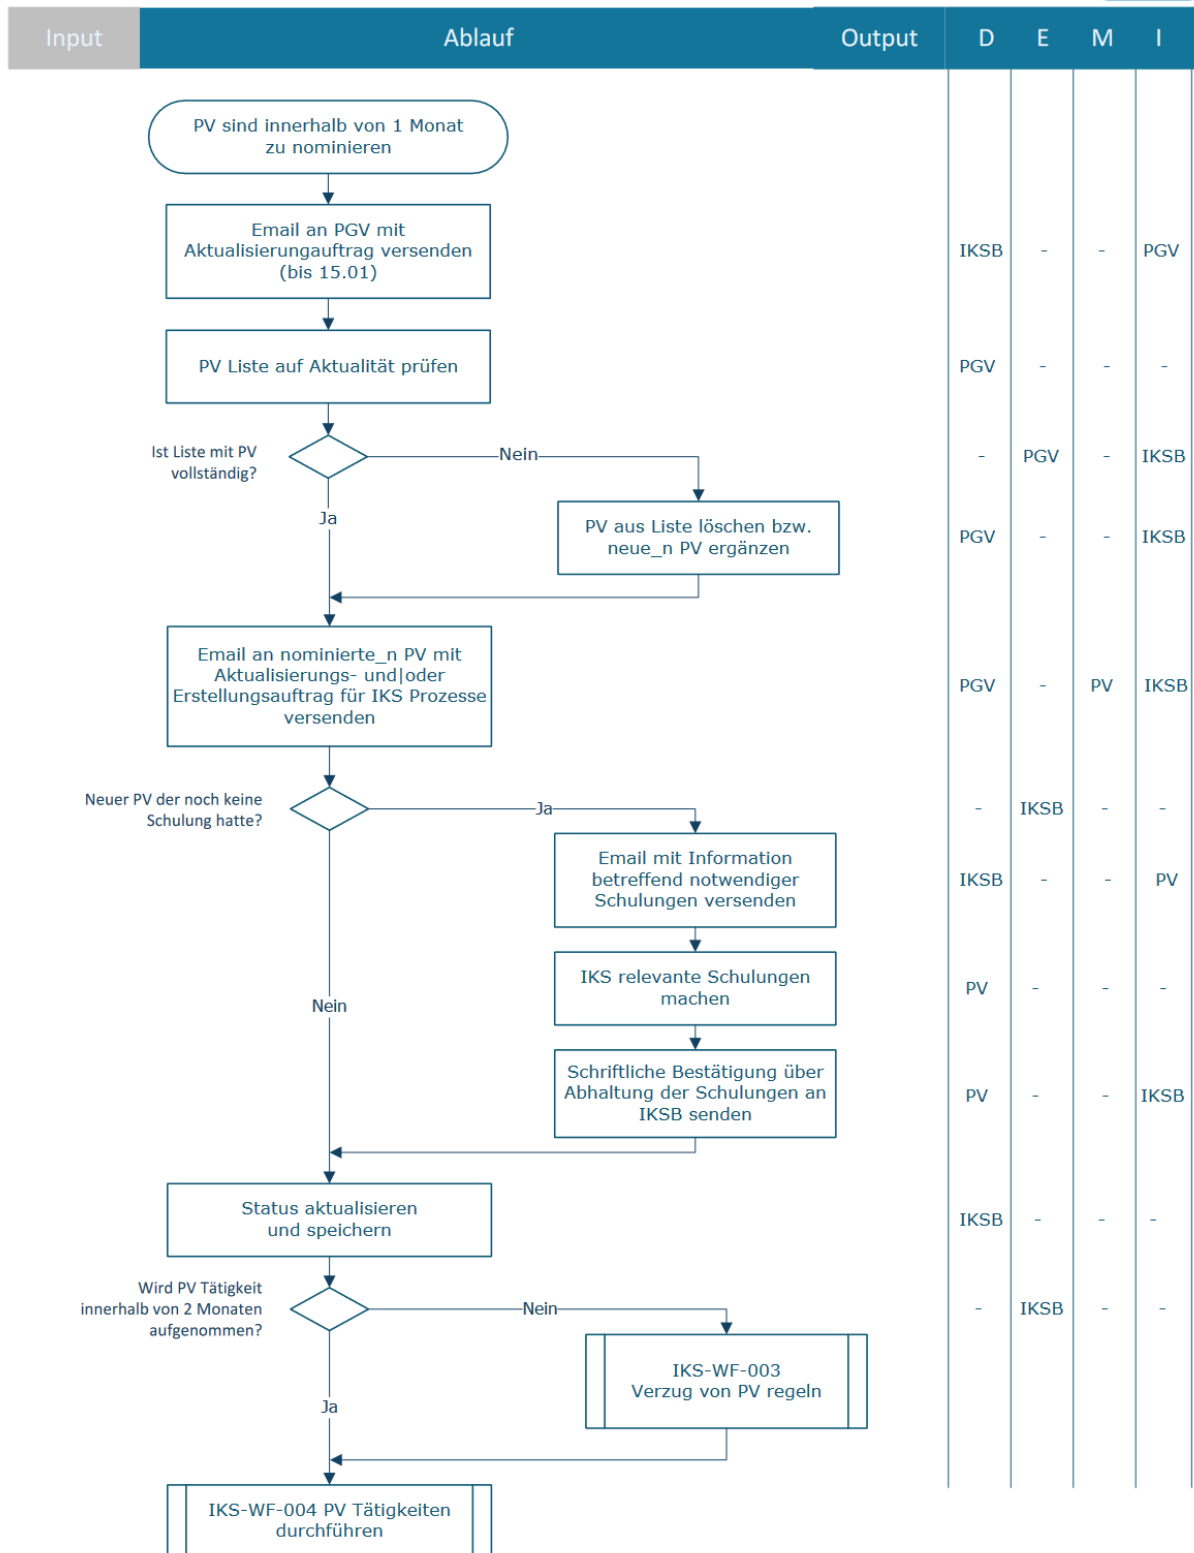 Input Ablauf Output D E M I
PV sind innerhalb von 1 Monat
zu nominieren
Email an PGV mit
Aktualisierungauftrag versenden
(bis 15.01)
IKSB - - PGV
PV Liste auf Aktualität prüfen
PGV - - -
Ist Liste mit PV
vollständig?
Nein
- PGV - IKSB
Ja
PV aus Liste löschen bzw.
neue_n PV ergänzen
PGV - - IKSB
Email an nominierte_n PV mit
Aktualisierungs- und|oder
Erstellungsauftrag für IKS Prozesse
versenden
PGV - PV IKSB
Neuer PV der noch keine
Schulung hatte?
Ja
- IKSB - -
Email mit Information
betreffend notwendiger
Schulungen versenden
IKSB - - PV
IKS relevante Schulungen
machen
PV - - -
Nein
Schriftliche Bestätigung über
Abhaltung der Schulungen an
IKSB senden
PV - - IKSB
Status aktualisieren
und speichern
IKSB - - -
Wird PV Tätigkeit
innerhalb von 2 Monaten
aufgenommen?
Nein
- IKSB - -
IKS-WF-003
Verzug von PV regeln
Ja
IKS-WF-004 PV Tätigkeiten
durchführen